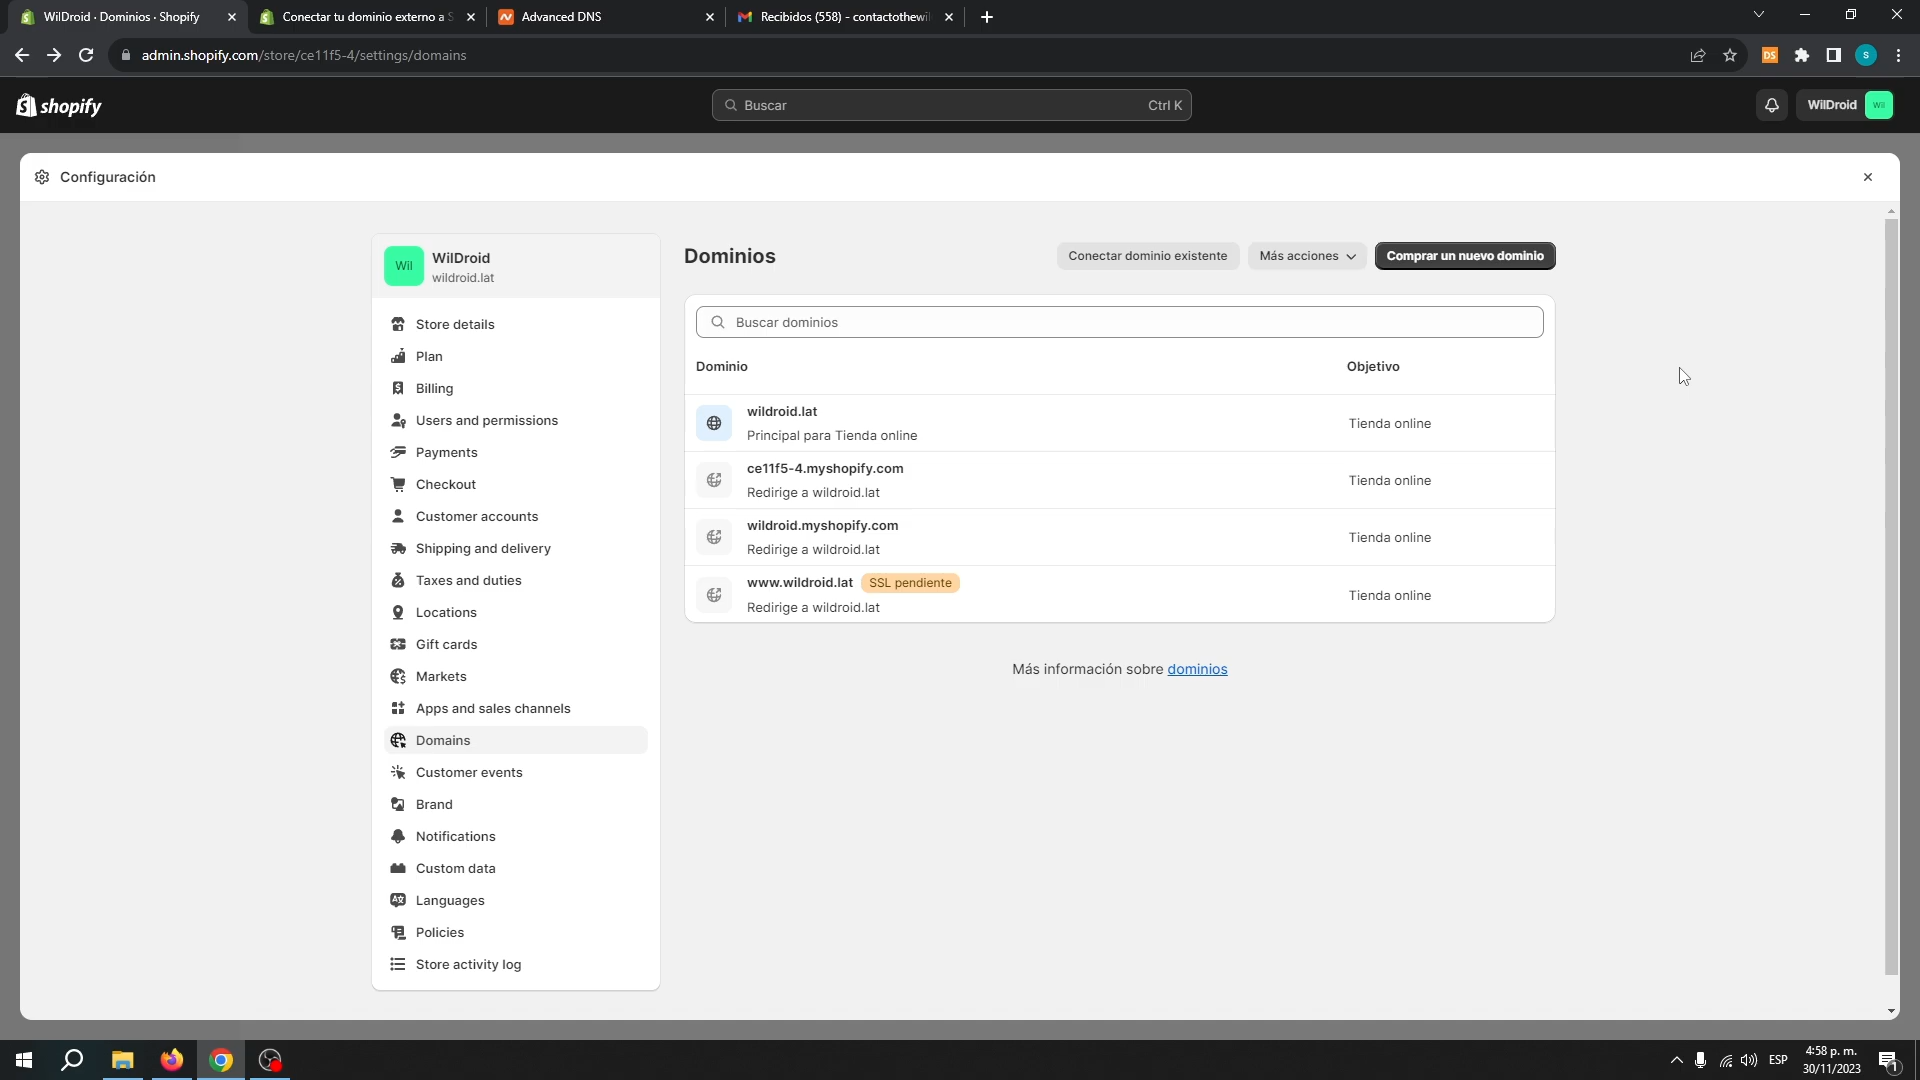 WilDroid · Dominios · Shopify
Conectar tu dominio externo a S
Advanced DNS
Recibidos (558) - contactothewil
admin.shopify.com/store/ce11f5-4/settings/domains
DS
S
shopify
Buscar
Ctrl K
WilDroid
Wil
Configuración
Wil
WilDroid
wildroid.lat
Store details
Plan
Billing
Users and permissions
Payments
Checkout
Customer accounts
Shipping and delivery
Taxes and duties
Locations
Gift cards
Markets
Apps and sales channels
Domains
Customer events
Brand
Notifications
Custom data
Languages
Policies
Store activity log
Dominios
Conectar dominio existente
Más acciones
Comprar un nuevo dominio
Buscar dominios
Dominio
Objetivo
wildroid.lat
Principal para Tienda online
Tienda online
ce11f5-4.myshopify.com
Redirige a wildroid.lat
Tienda online
wildroid.myshopify.com
Redirige a wildroid.lat
Tienda online
www.wildroid.lat SSL pendiente
Redirige a wildroid.lat
Tienda online
Más información sobre dominios
ESP
4:58 p. m.
30/11/2023
1